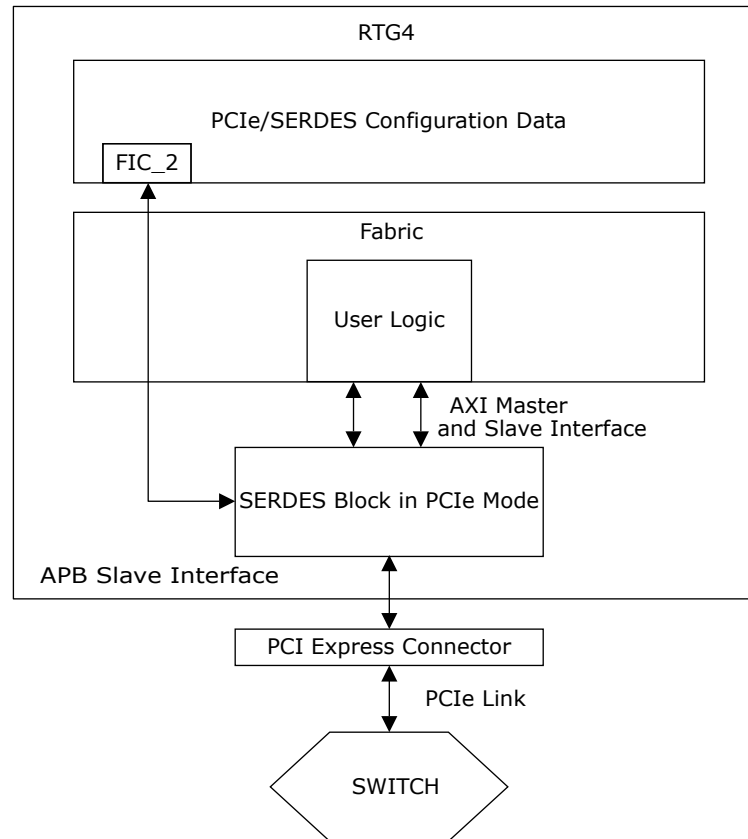 RTG4
PCIe/SERDES Configuration Data
FIC_2
Fabric
User Logic
AXI Master
and Slave Interface
SERDES Block in PCIe Mode
APB Slave Interface
PCI Express Connector
PCIe Link
SWITCH